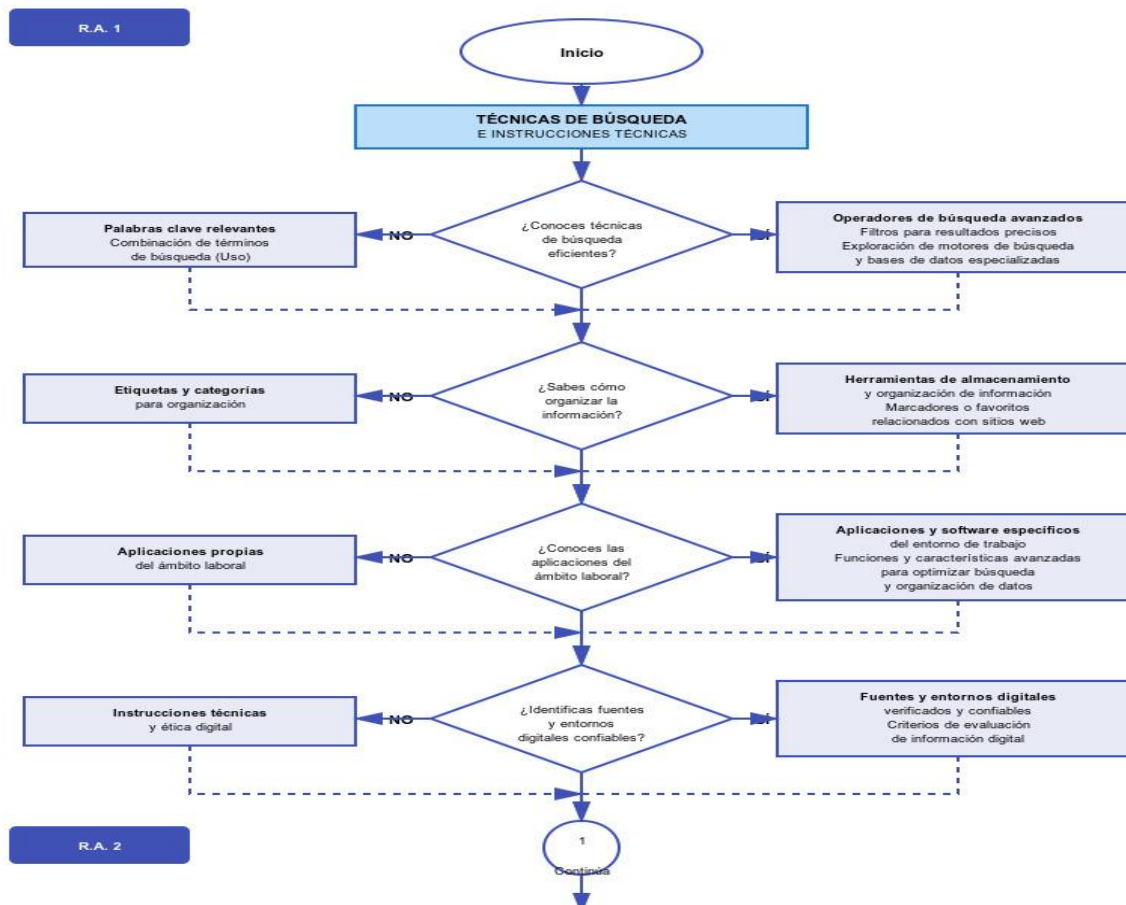 R.A. 1
Inicio
TÉCNICAS DE BÚSQUEDA
E INSTRUCCIONES TÉCNICAS
¿Conoces técnicas
de búsqueda
eficientes?
NO
Palabras clave relevantes
Combinación de términos
de búsqueda (Uso)
SÍ
Operadores de búsqueda avanzados
Filtros para resultados precisos
Exploración de motores de búsqueda
y bases de datos especializadas
¿Sabes cómo
organizar la
información?
NO
Etiquetas y categorías
para organización
SÍ
Herramientas de almacenamiento
y organización de información
Marcadores o favoritos
relacionados con sitios web
¿Conoces las
aplicaciones del
ámbito laboral?
NO
Aplicaciones propias
del ámbito laboral
SÍ
Aplicaciones y software específicos
del entorno de trabajo
Funciones y características avanzadas
para optimizar búsqueda
y organización de datos
¿Identificas fuentes
y entornos
digitales confiables?
NO
Instrucciones técnicas
y ética digital
SÍ
Fuentes y entornos digitales
verificados y confiables
Criterios de evaluación
de información digital
R.A. 2
1
Continúa